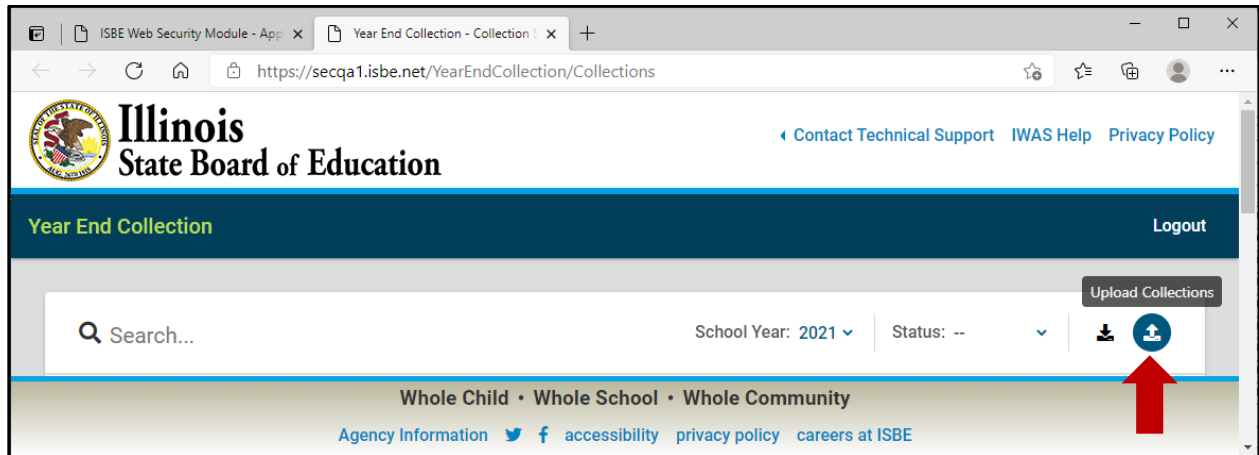 ISBE Web Security Module - App
Year End Collection - Collection S
https://secqa1.isbe.net/YearEndCollection/Collections
Illinois
State Board of Education
Contact Technical Support IWAS Help Privacy Policy
Year End Collection
Logout
Upload Collections
Search...
School Year: 2021
Status: --
Whole Child • Whole School • Whole Community
Agency Information accessibility privacy policy careers at ISBE